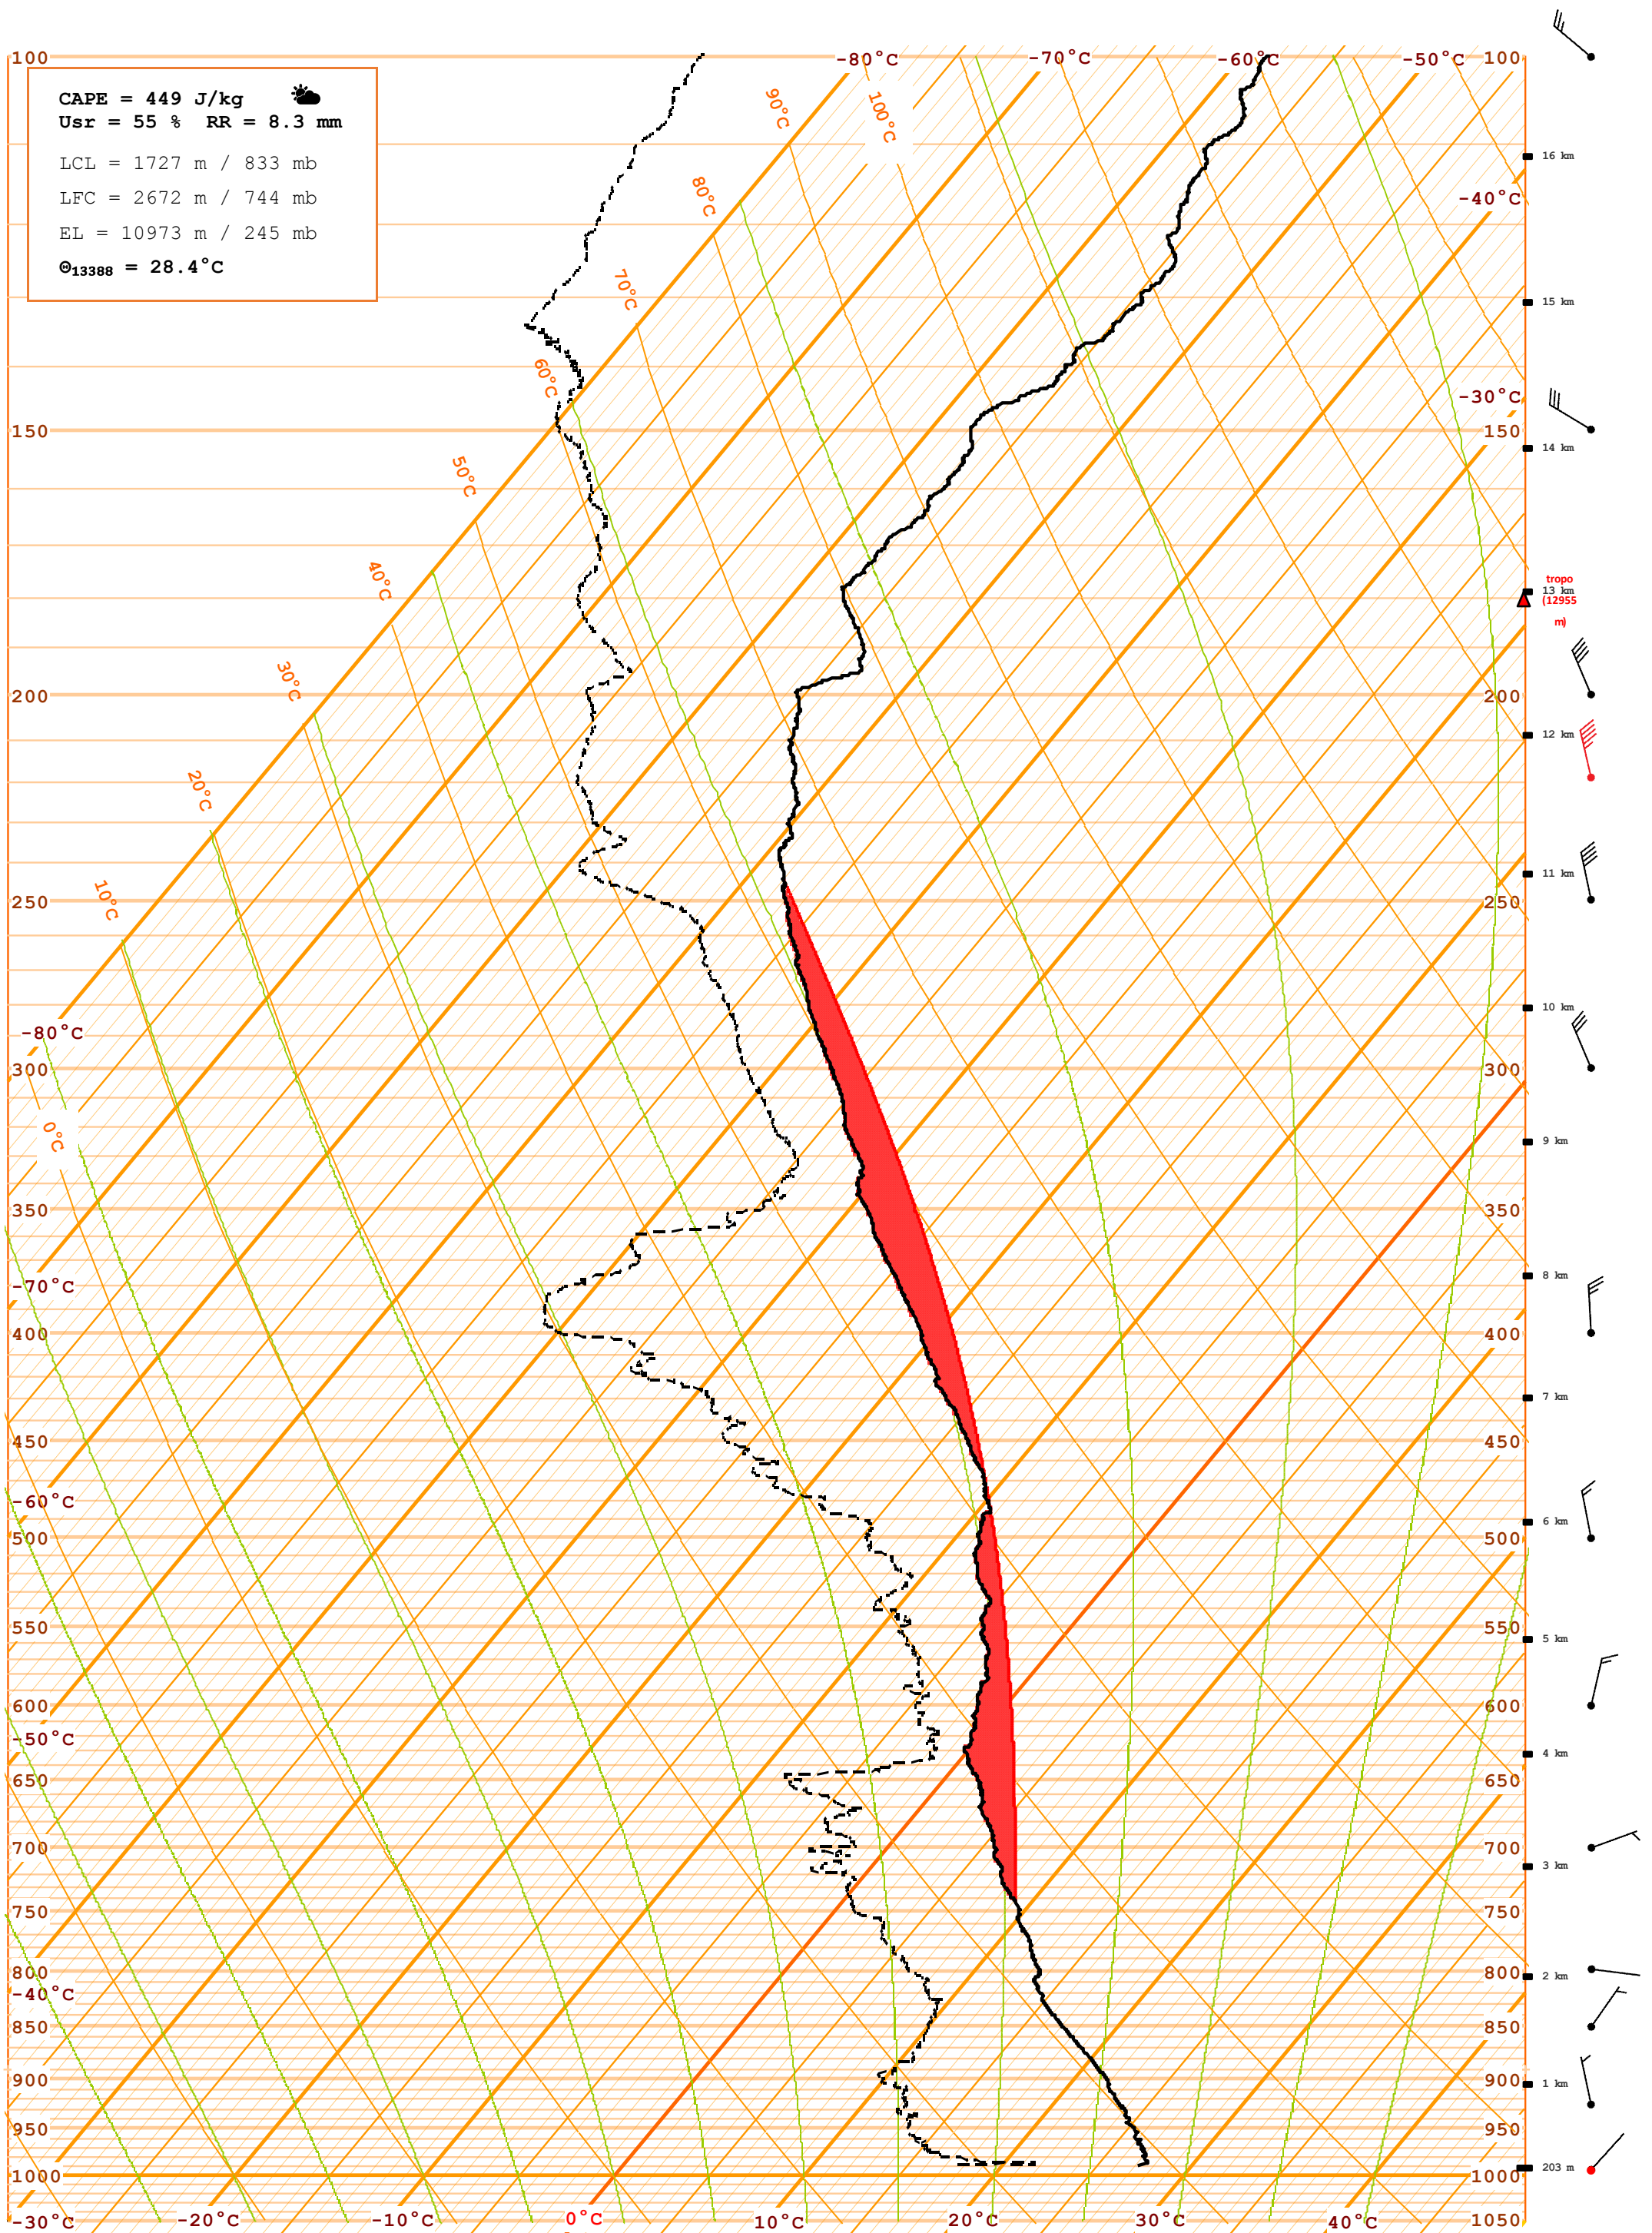 100
-80°C
-70°C
-60°C
-50°C
100
CAPE = 449 J/kg
Usr = 55 %  RR = 8.3 mm
LCL = 1727 m / 833 mb
LFC = 2672 m / 744 mb
EL = 10973 m / 245 mb
Θ13388 = 28.4°C
90°C
100°C
16 km
80°C
-40°C
70°C
15 km
60°C
-30°C
150
150
14 km
50°C
40°C
tropo
13 km
(12955
m)
30°C
200
200
12 km
20°C
11 km
10°C
250
250
10 km
-80°C
300
300
0°C
9 km
350
350
8 km
-70°C
400
400
7 km
450
450
-60°C
6 km
500
500
550
550
5 km
600
600
-50°C
4 km
650
650
700
700
3 km
750
750
800
800
2 km
-40°C
850
850
900
900
1 km
950
950
1000
1000
203 m
-30°C
-20°C
-10°C
0°C
10°C
20°C
30°C
40°C
1050